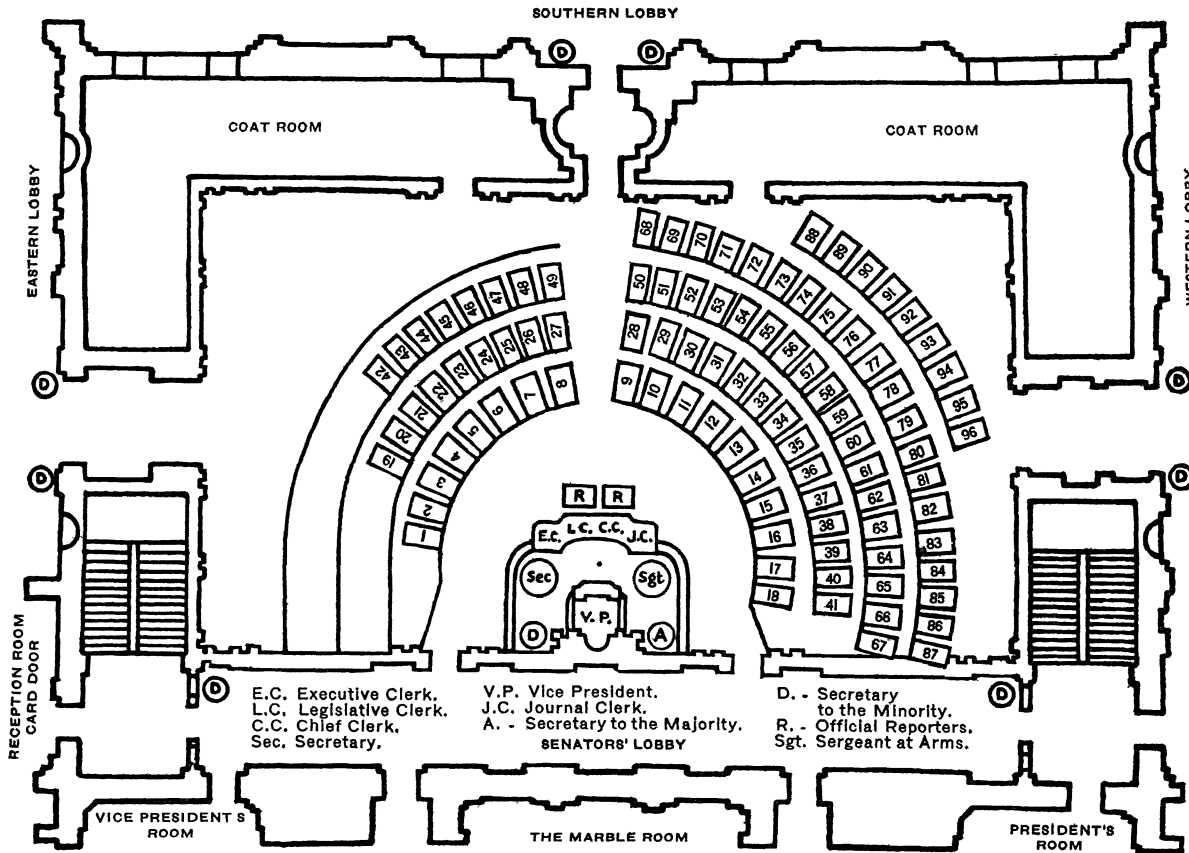 SOUTHERN LOBBY
D D
COAT ROOM COAT ROOM
EASTERN LOBBY
WESTERN LOBBY
68 69 70 71 72 73 74 75 76 77 78 79 80 81 82 83 84 85 86 87
88 89 90 91 92 93 94 95 96
42 43 44 45 46 47 48 49
50 51 52 53 54 55 56 57 58 59 60 61 62 63 64 65 66 67
19 20 21 22 23 24 25 26 27
28 29 30 31 32 33 34 35 36 37 38 39 40 41
1 2 3 4 5 6 7 8
9 10 11 12 13 14 15 16 17 18
D D
D D
R R
E.C. L.C. C.C. J.C.
Sec Sgt
V. P.
D A
RECEPTION ROOM
CARD DOOR
D D
E.C. Executive Clerk.
L.C. Legislative Clerk.
C.C. Chief Clerk.
Sec. Secretary.
V.P. Vice President.
J.C. Journal Clerk.
A. - Secretary to the Majority.
D. - Secretary
to the Minority.
R. - Official Reporters.
Sgt. Sergeant at Arms.
SENATORS' LOBBY
VICE PRESIDENT S
ROOM
THE MARBLE ROOM
PRESIDENT'S
ROOM